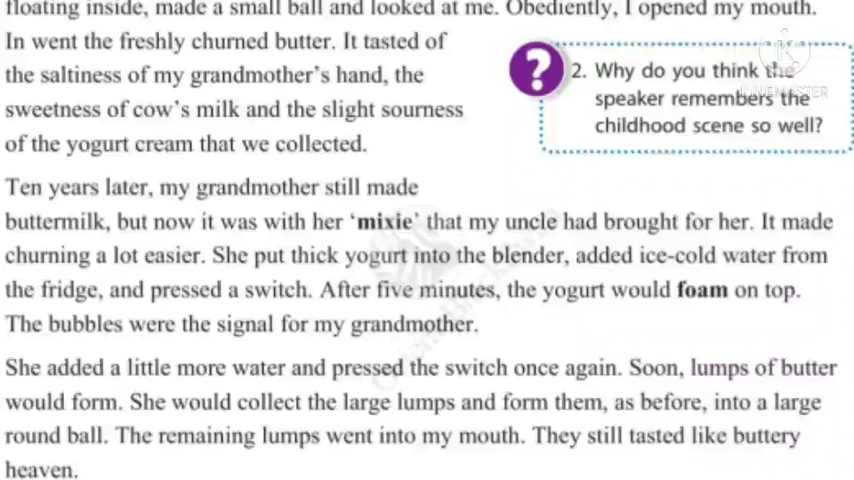 floating inside, made a small ball and looked at me. Obediently, I opened my mouth.
In went the freshly churned butter. It tasted of
the saltiness of my grandmother's hand, the
sweetness of cow's milk and the slight sourness
of the yogurt cream that we collected.
?
2. Why do you think the
speaker remembers the
childhood scene so well?
Ten years later, my grandmother still made
buttermilk, but now it was with her 'mixie' that my uncle had brought for her. It made
churning a lot easier. She put thick yogurt into the blender, added ice-cold water from
the fridge, and pressed a switch. After five minutes, the yogurt would foam on top.
The bubbles were the signal for my grandmother.
She added a little more water and pressed the switch once again. Soon, lumps of butter
would form. She would collect the large lumps and form them, as before, into a large
round ball. The remaining lumps went into my mouth. They still tasted like buttery
heaven.